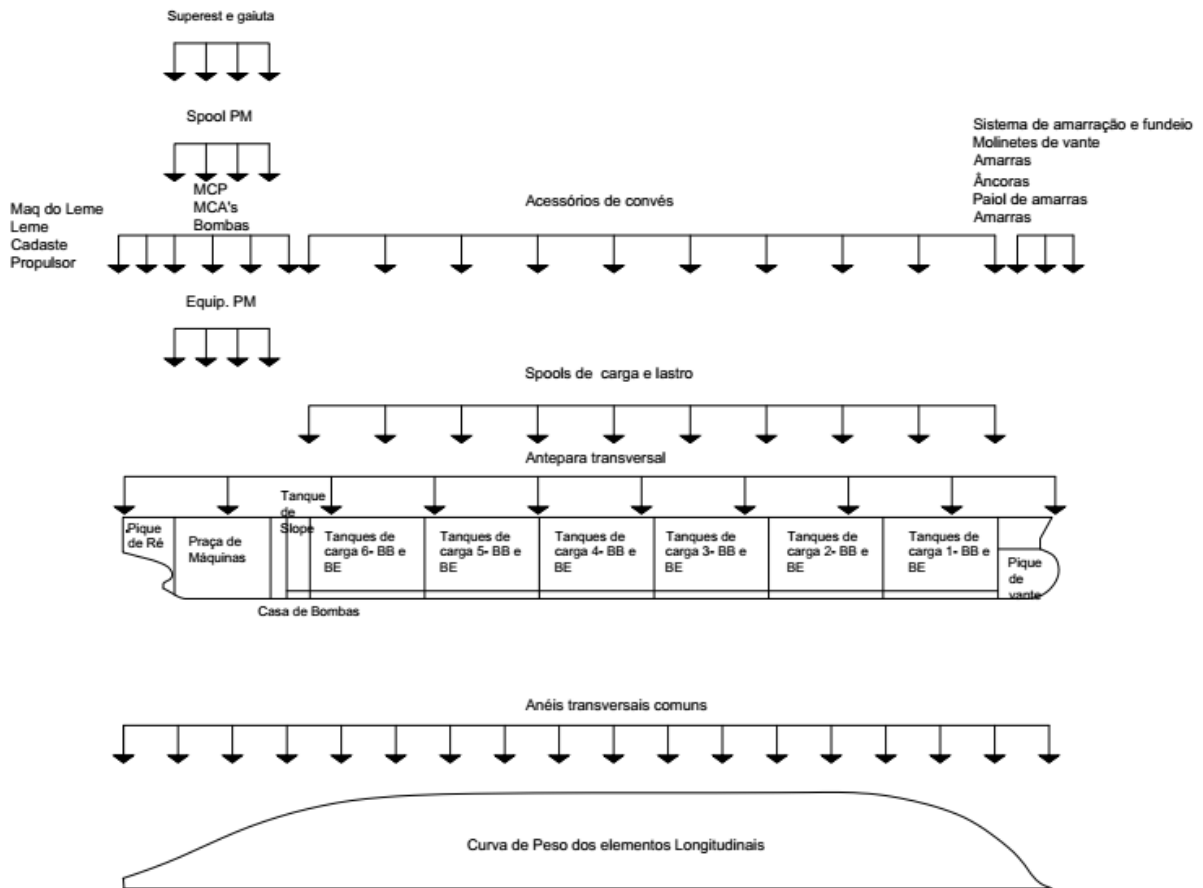 Superest e gaiuta
Spool PM
MCP
MCA's
Bombas
Maq do Leme
Leme
Cadaste
Propulsor
Acessórios de convés
Sistema de amarração e fundeio
Molinetes de vante
Amarras
Âncoras
Paiol de amarras
Amarras
Equip. PM
Spools de carga e lastro
Antepara transversal
Pique
de Ré
Praça de
Máquinas
Tanque
de
Slope
Tanques de
carga 6- BB e
BE
Tanques de
carga 5- BB e
BE
Tanques de
carga 4- BB e
BE
Tanques de
carga 3- BB e
BE
Tanques de
carga 2- BB e
BE
Tanques de
carga 1- BB e
BE
Pique
de
vante
Casa de Bombas
Anéis transversais comuns
Curva de Peso dos elementos Longitudinais